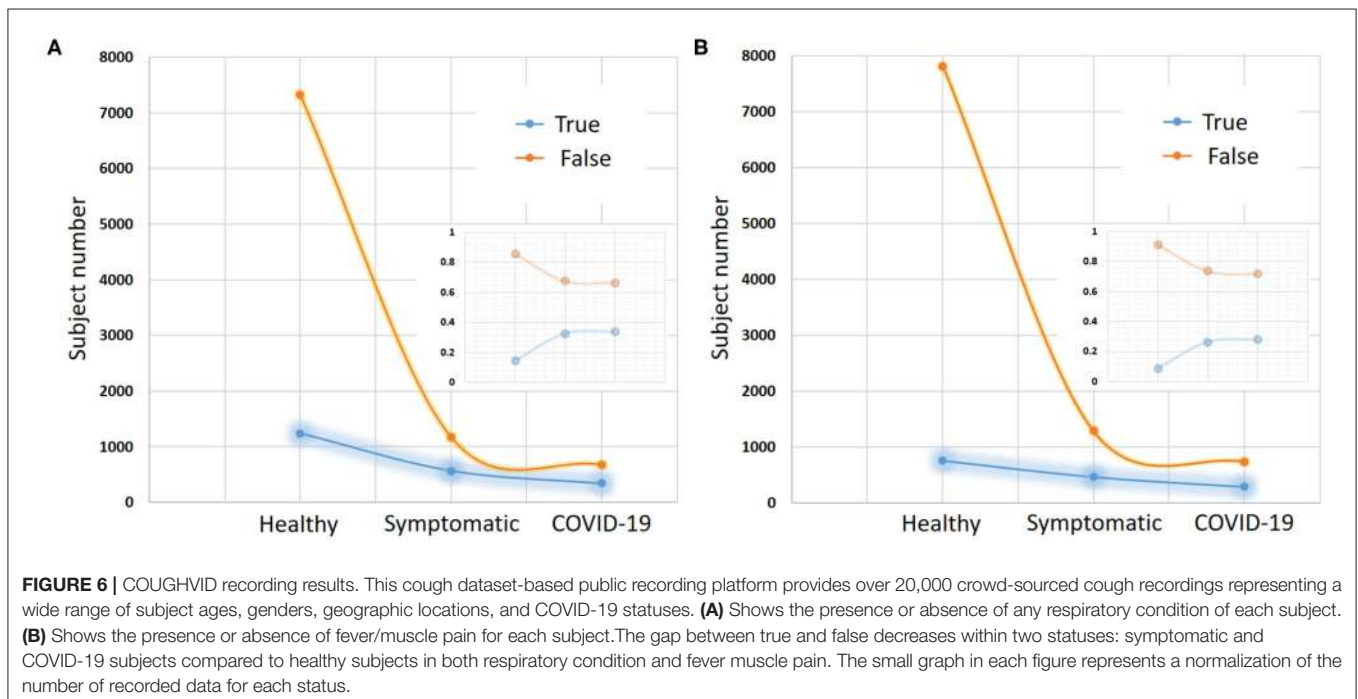 A
8000
7000
6000
5000
4000
3000
2000
1000
0
Subject number
True
False
1
0.8
0.6
0.4
0.2
0
Healthy Symptomatic COVID-19
B
8000
7000
6000
5000
4000
3000
2000
1000
0
Subject number
True
False
1
0.8
0.6
0.4
0.2
0
Healthy Symptomatic COVID-19
FIGURE 6 | COUGHVID recording results. This cough dataset-based public recording platform provides over 20,000 crowd-sourced cough recordings representing a
wide range of subject ages, genders, geographic locations, and COVID-19 statuses. (A) Shows the presence or absence of any respiratory condition of each subject.
(B) Shows the presence or absence of fever/muscle pain for each subject.The gap between true and false decreases within two statuses: symptomatic and
COVID-19 subjects compared to healthy subjects in both respiratory condition and fever muscle pain. The small graph in each figure represents a normalization of the
number of recorded data for each status.